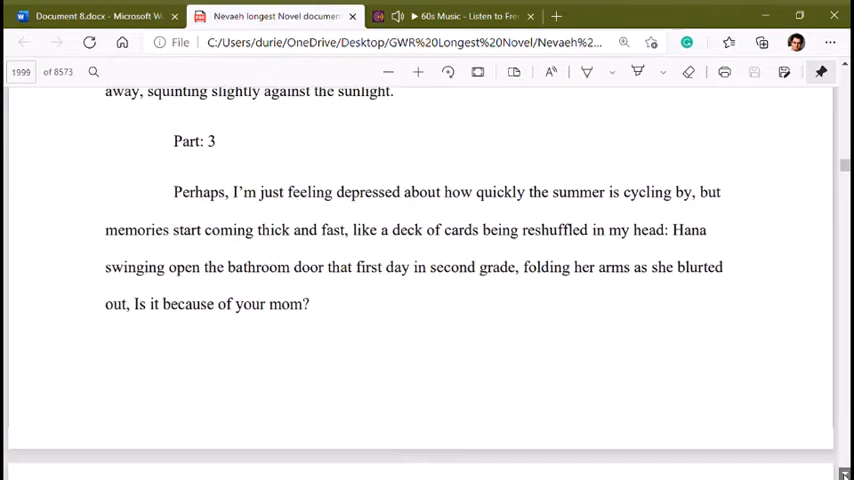 Document 8.docx - Microsoft W
Nevaeh longest Novel documen
60s Music - Listen to Fre
File C:/Users/durie/OneDrive/Desktop/GWR%20Longest%20Novel/Nevaeh%2...
1999 of 8573
away, squinting slightly against the sunlight.
Part: 3
Perhaps, I'm just feeling depressed about how quickly the summer is cycling by, but
memories start coming thick and fast, like a deck of cards being reshuffled in my head: Hana
swinging open the bathroom door that first day in second grade, folding her arms as she blurted
out, Is it because of your mom?